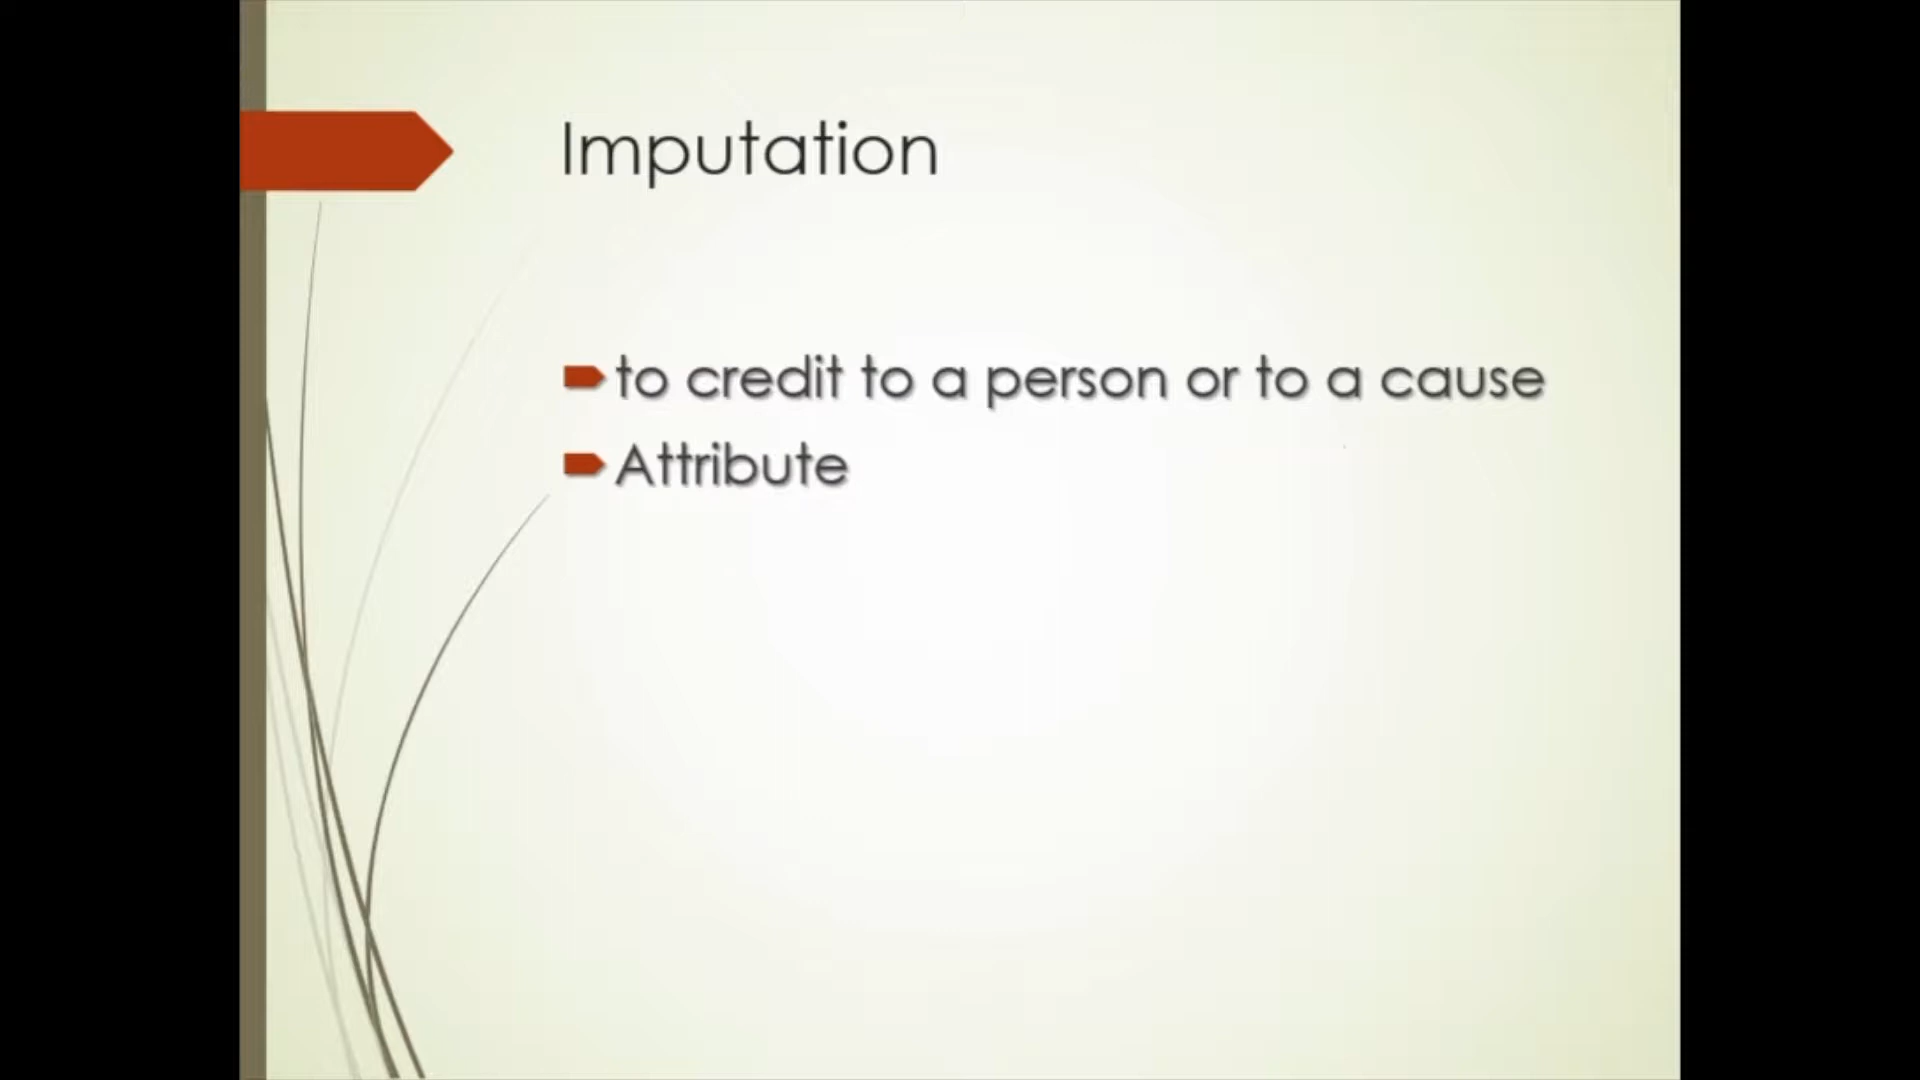 Imputation
to credit to a person or to a cause
Attribute